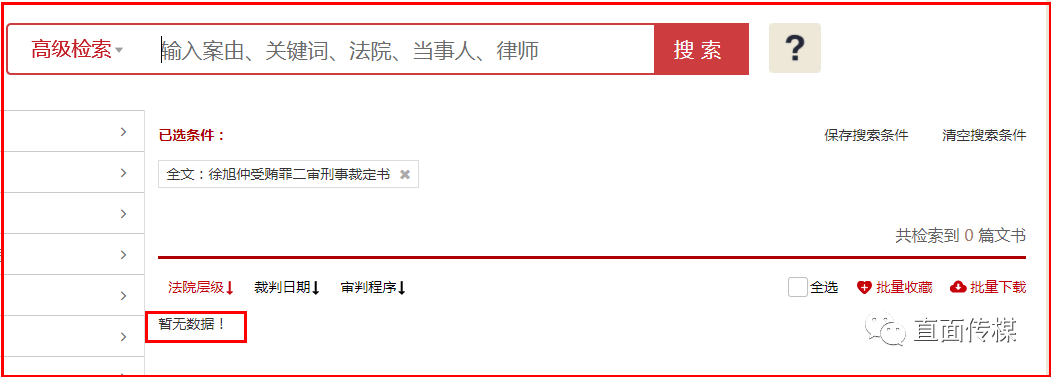 高级检索 输入案由、关键词、法院、当事人、律师 搜索 ?
已选条件： 保存搜索条件 清空搜索条件
全文：徐旭仲受贿罪二审刑事裁定书 ×
共检索到 0 篇文书
法院层级↓ 裁判日期↓ 审判程序↓ 全选 批量收藏 批量下载
暂无数据！
直面传媒